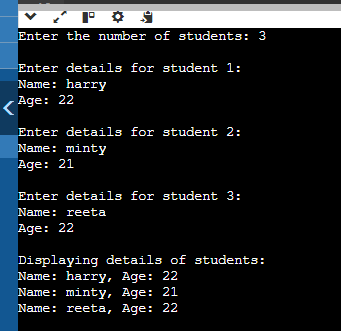 Enter the number of students: 3
Enter details for student 1:
Name: harry
Age: 22
Enter details for student 2:
Name: minty
Age: 21
Enter details for student 3:
Name: reeta
Age: 22
Displaying details of students:
Name: harry, Age: 22
Name: minty, Age: 21
Name: reeta, Age: 22